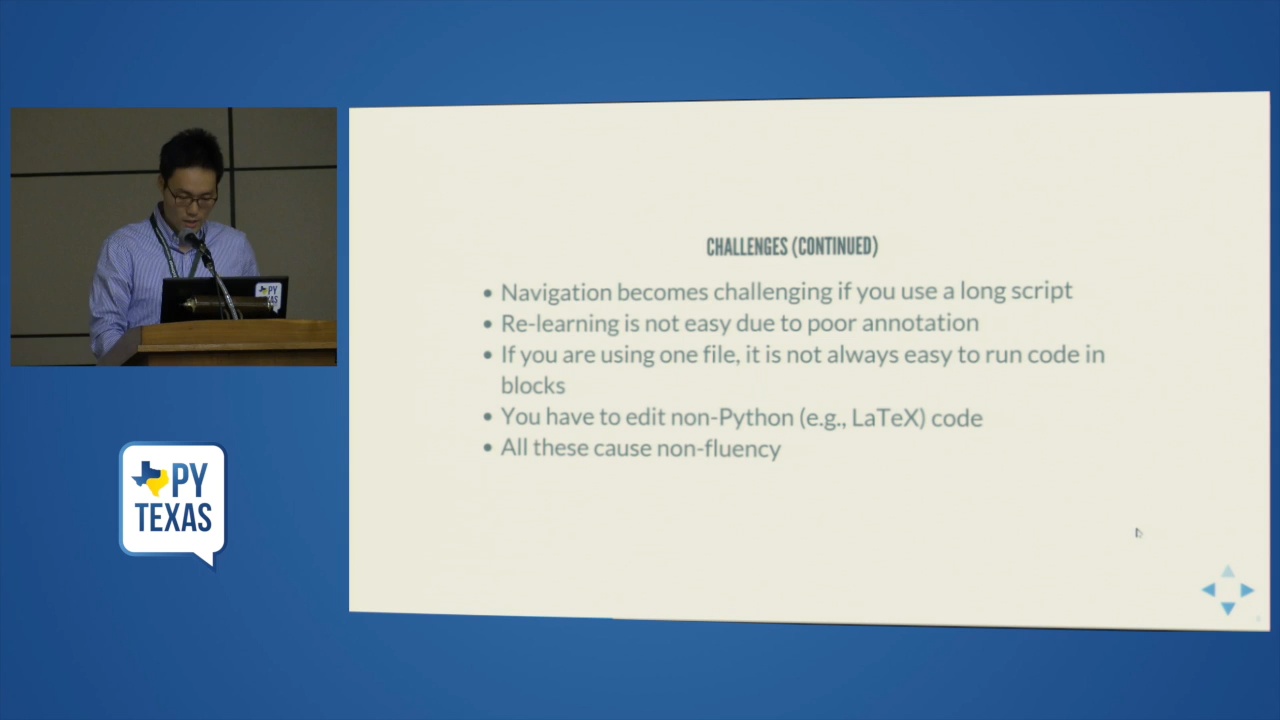 PY
TEXAS
CHALLENGES (CONTINUED)
• Navigation becomes challenging if you use a long script
• Re-learning is not easy due to poor annotation
• If you are using one file, it is not always easy to run code in
blocks
• You have to edit non-Python (e.g., LaTeX) code
• All these cause non-fluency
PY
TEXAS